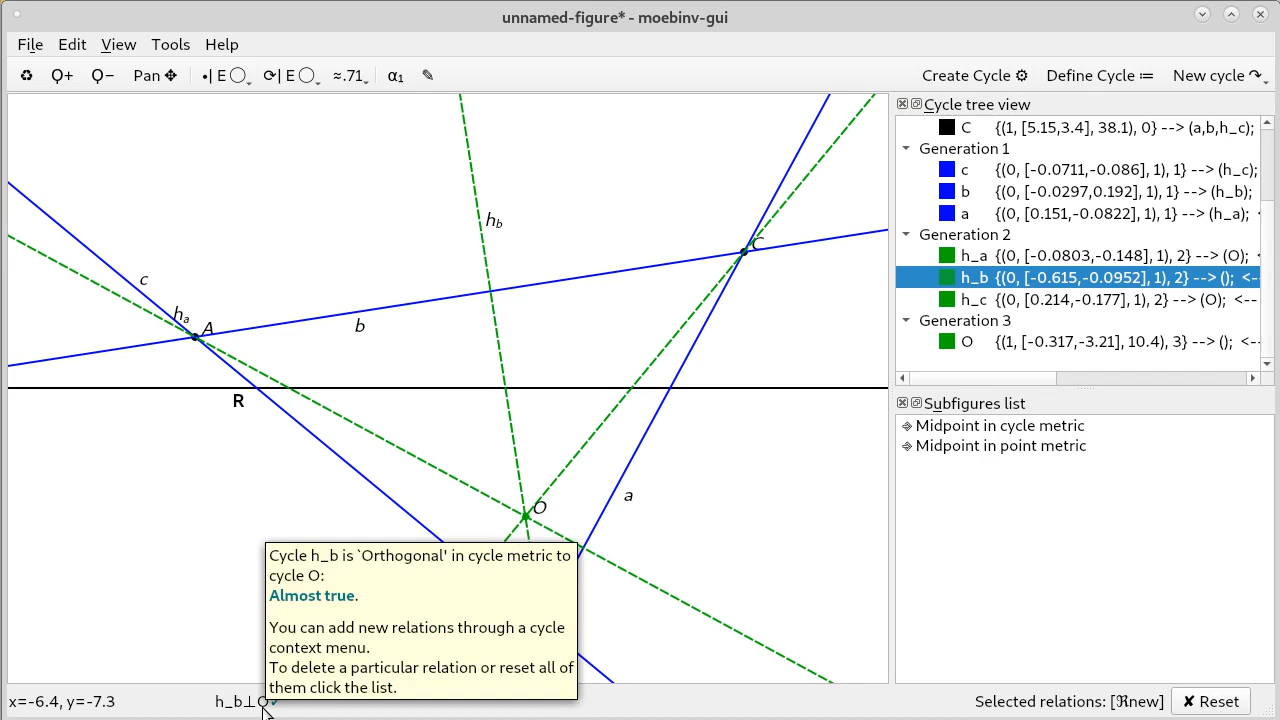 unnamed-figure* - moebinv-gui
File Edit View Tools Help
Pan E E ≈.71 α₁ Create Cycle Define Cycle New cycle
Cycle tree view
C {(1, [5.15,3.4], 38.1), 0} --> (a,b,h_c);
Generation 1
c {(0, [-0.0711,-0.086], 1), 1} --> (h_c);
b {(0, [-0.0297,0.192], 1), 1} --> (h_b);
a {(0, [0.151,-0.0822], 1), 1} --> (h_a);
Generation 2
h_a {(0, [-0.0803,-0.148], 1), 2} --> (O);
h_b {(0, [-0.615,-0.0952], 1), 2} --> (); <--
h_c {(0, [0.214,-0.177], 1), 2} --> (O); <--
Generation 3
O {(1, [-0.317,-3.21], 10.4), 3} --> (); <--
Subfigures list
Midpoint in cycle metric
Midpoint in point metric
h_b
C
c
h_a
A
b
R
a
O
Cycle h_b is `Orthogonal' in cycle metric to
cycle O:
Almost true.
You can add new relations through a cycle
context menu.
To delete a particular relation or reset all of
them click the list.
x=-6.4, y=-7.3 h_b⊥O✓ Selected relations: ✘ Reset